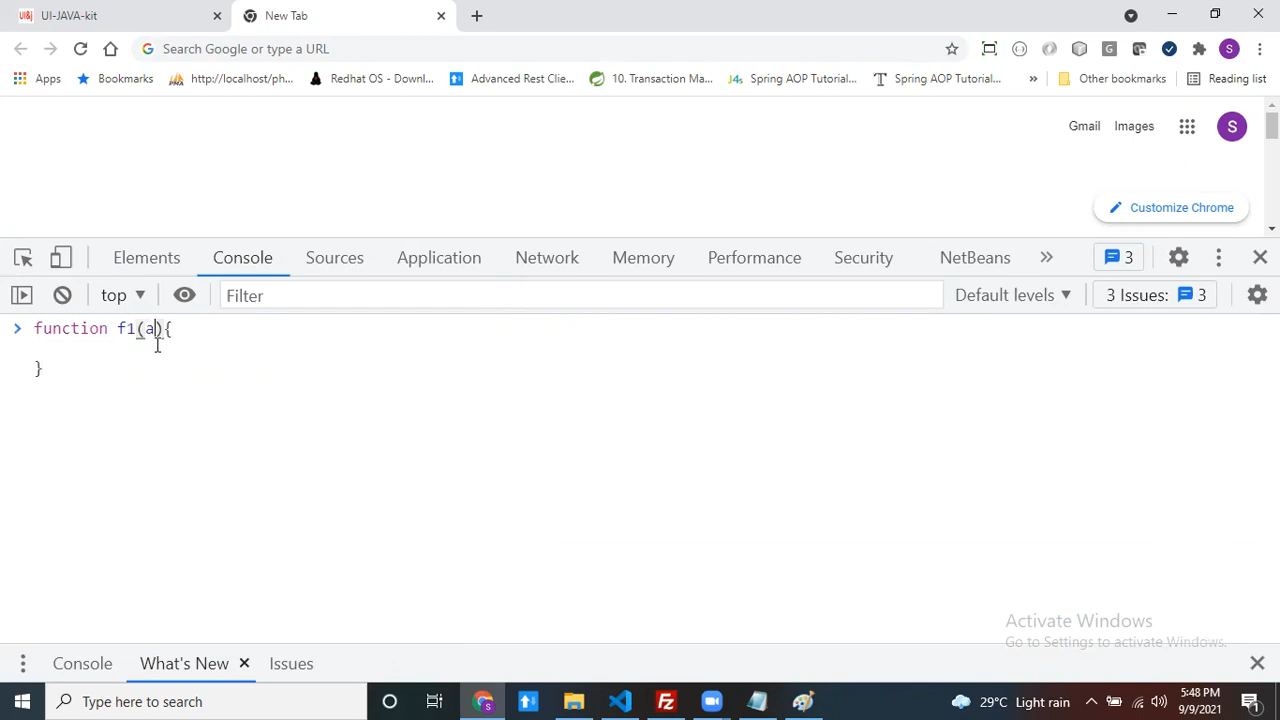 UI&J UI-JAVA-kit New Tab
Search Google or type a URL
Apps Bookmarks http://localhost/ph... Redhat OS - Downl... Advanced Rest Clie... 10. Transaction Ma... J4s Spring AOP Tutorial... T Spring AOP Tutorial... » Other bookmarks Reading list
Gmail Images S
Customize Chrome
Elements Console Sources Application Network Memory Performance Security NetBeans » 3
top Filter Default levels 3 Issues: 3
> function f1(a){
}
Activate Windows
Go to Settings to activate Windows.
Console What's New Issues
Type here to search 29°C Light rain 5:48 PM
9/9/2021